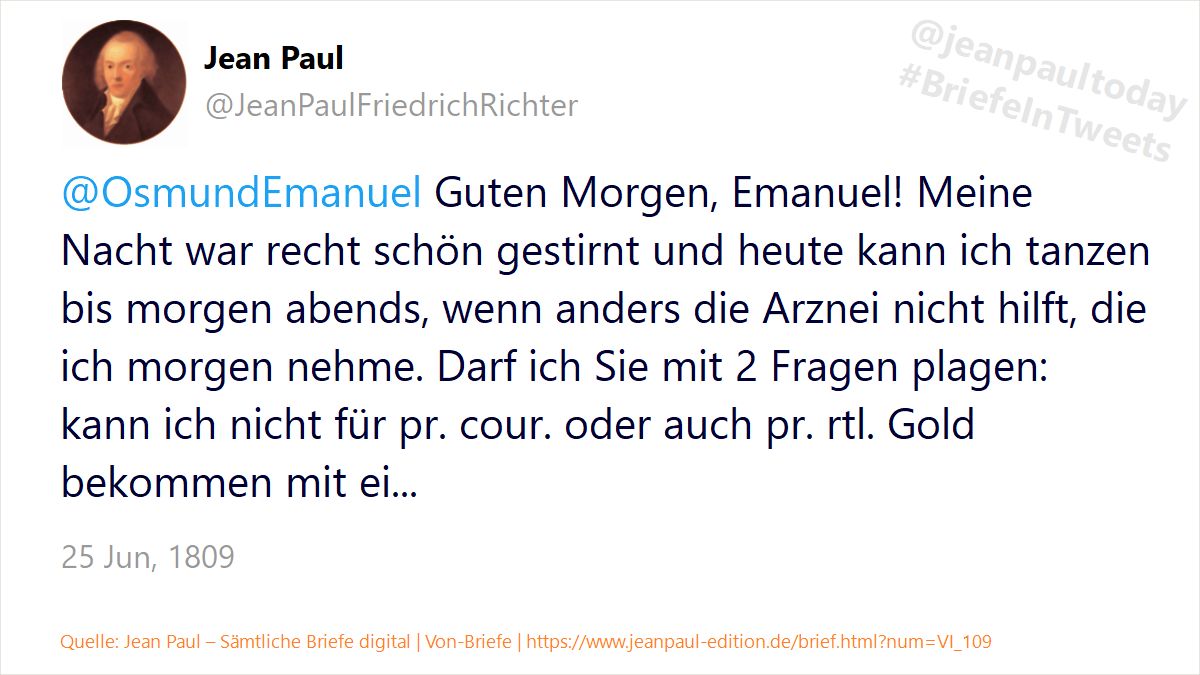 Jean Paul
@JeanPaulFriedrichRichter
@jeanpaultoday
#BriefeInTweets
@OsmundEmanuel Guten Morgen, Emanuel! Meine
Nacht war recht schön gestirnt und heute kann ich tanzen
bis morgen abends, wenn anders die Arznei nicht hilft, die
ich morgen nehme. Darf ich Sie mit 2 Fragen plagen:
kann ich nicht für pr. cour. oder auch pr. rtl. Gold
bekommen mit ei...
25 Jun, 1809
Quelle: Jean Paul – Sämtliche Briefe digital | Von-Briefe | https://www.jeanpaul-edition.de/brief.html?num=VI_109